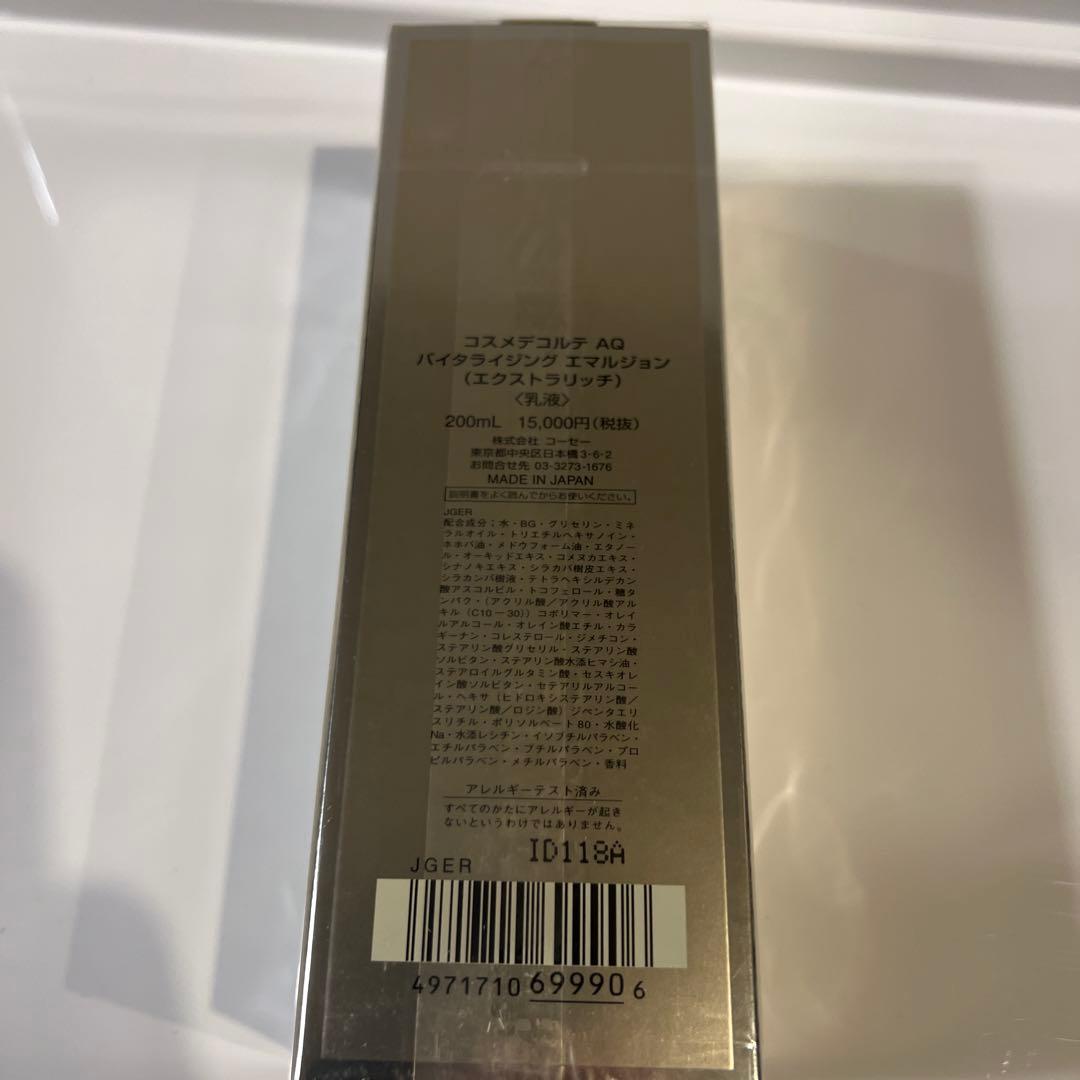 コスメデコルテ AQ
バイタライジング エマルジョン
(エクストラリッチ)
〈乳液〉
200mL 15,000円(税抜)
株式会社 コーセー
東京都中央区日本橋3-6-2
お問合せ先 03-3273-1676
MADE IN JAPAN
説明書をよく読んでからお使いください。
JGER
配合成分;水・BG・グリセリン・ミネ
ラルオイル・トリエチルヘキサノイン・
ホホバ油・メドウフォーム油・エタノー
ル・オーキッドエキス・コメヌカエキス・
シナノキエキス・シラカバ樹皮エキス・
シラカンバ樹液・テトラヘキシルデカン
酸アスコルビル・トコフェロール・糖タ
ンパク・(アクリル酸/アクリル酸アル
キル(C10-30))コポリマー・オレイ
ルアルコール・オレイン酸エチル・カラ
ギーナン・コレステロール・ジメチコン・
ステアリン酸グリセリル・ステアリン酸
ソルビタン・ステアリン酸水添ヒマシ油・
ステアロイルグルタミン酸・セスキオレ
イン酸ソルビタン・セテアリルアルコー
ル・ヘキサ(ヒドロキシステアリン酸/
ステアリン酸/ロジン酸)ジペンタエリ
スリチル・ポリソルベート80・水酸化
Na・水添レシチン・イソブチルパラベン・
エチルパラベン・ブチルパラベン・プロ
ピルパラベン・メチルパラベン・香料
アレルギーテスト済み
すべてのかたにアレルギーが起き
ないというわけではありません。
ID118A
JGER
4971710 69990 6